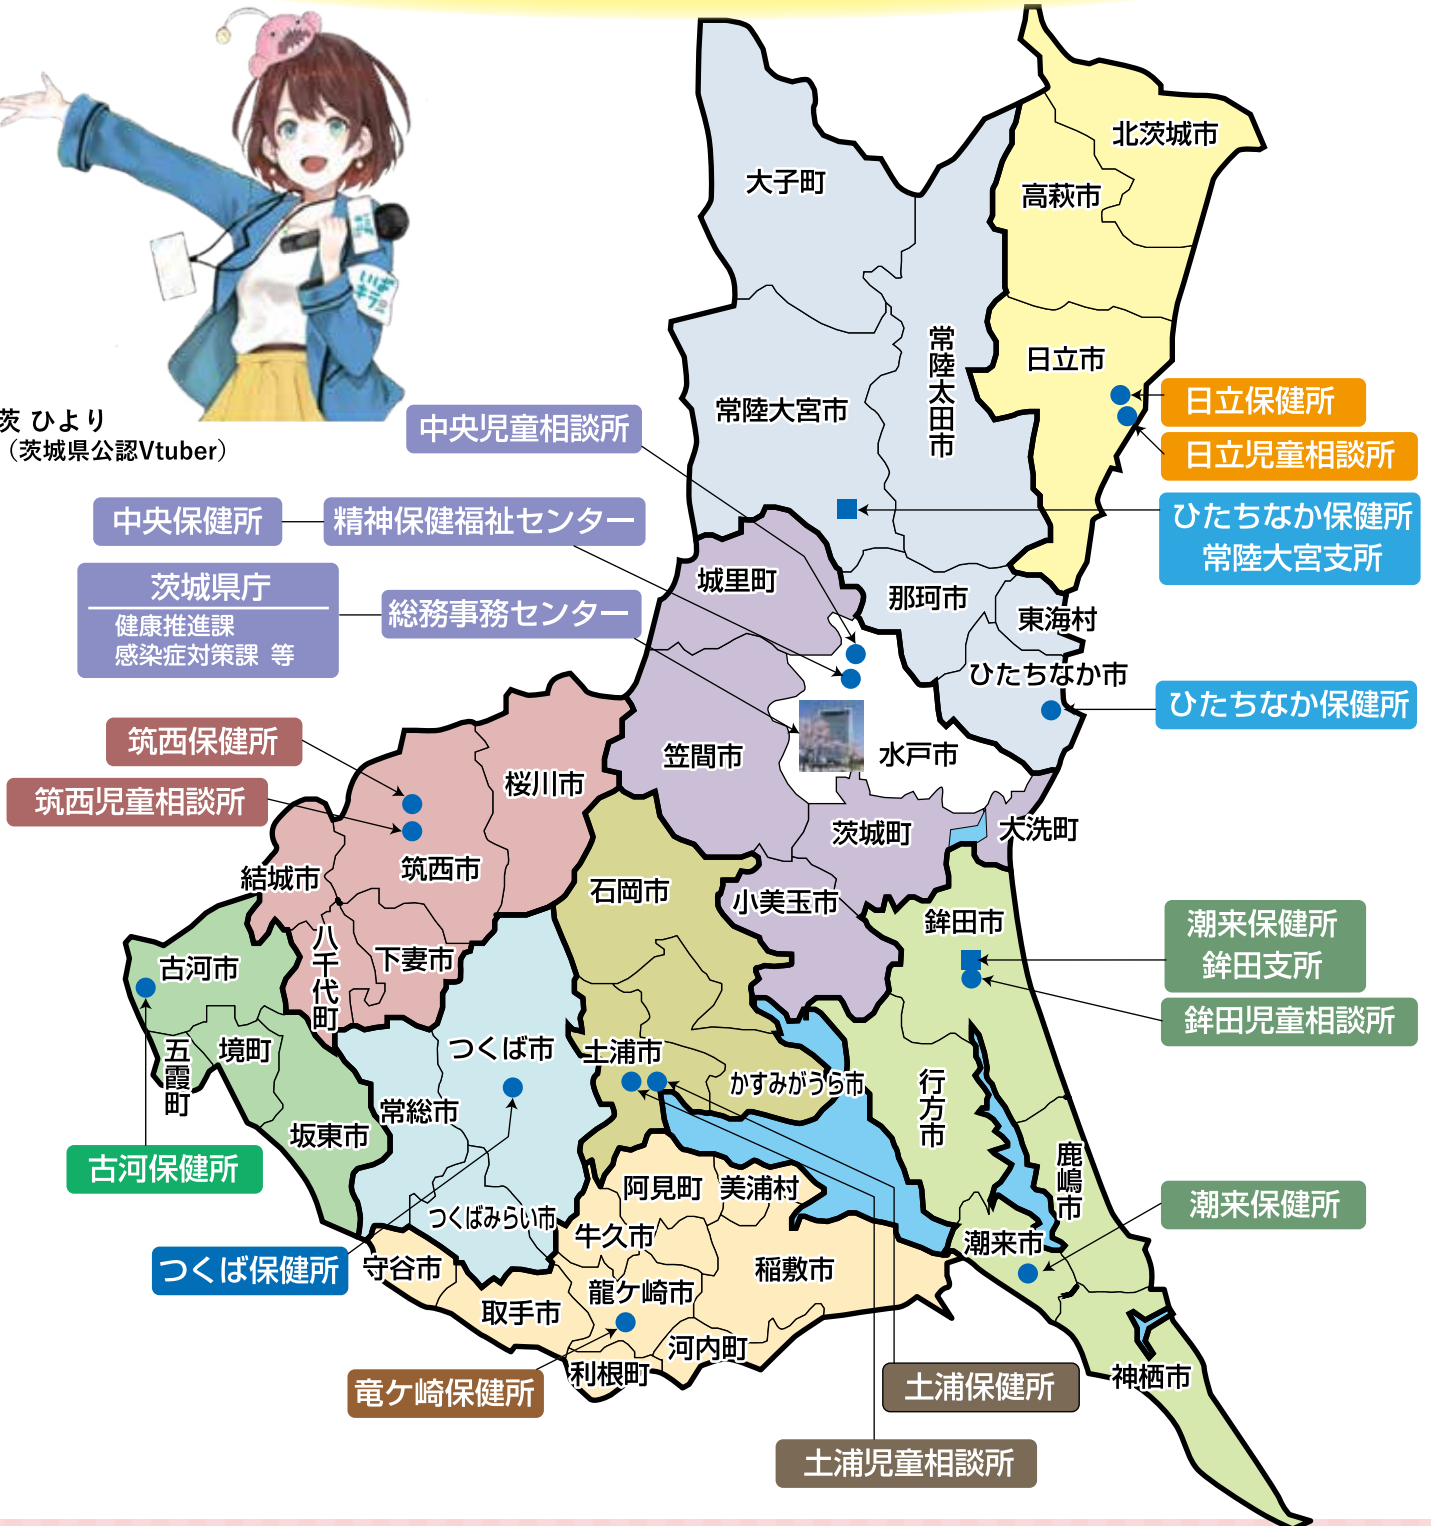 いば
キラ
茨 ひより
（茨城県公認Vtuber）
中央児童相談所
中央保健所
精神保健福祉センター
茨城県庁
健康推進課
感染症対策課 等
総務事務センター
筑西保健所
筑西児童相談所
古河保健所
つくば保健所
竜ケ崎保健所
土浦保健所
土浦児童相談所
日立保健所
日立児童相談所
ひたちなか保健所
常陸大宮支所
ひたちなか保健所
潮来保健所
鉾田支所
鉾田児童相談所
潮来保健所
北茨城市
高萩市
大子町
日立市
常陸太田市
常陸大宮市
城里町
那珂市
東海村
ひたちなか市
笠間市
水戸市
茨城町
大洗町
小美玉市
桜川市
筑西市
結城市
八千代町
下妻市
石岡市
鉾田市
古河市
五霞町
境町
坂東市
常総市
つくば市
つくばみらい市
土浦市
かすみがうら市
行方市
鹿嶋市
潮来市
神栖市
阿見町
美浦村
牛久市
稲敷市
守谷市
取手市
龍ケ崎市
利根町
河内町